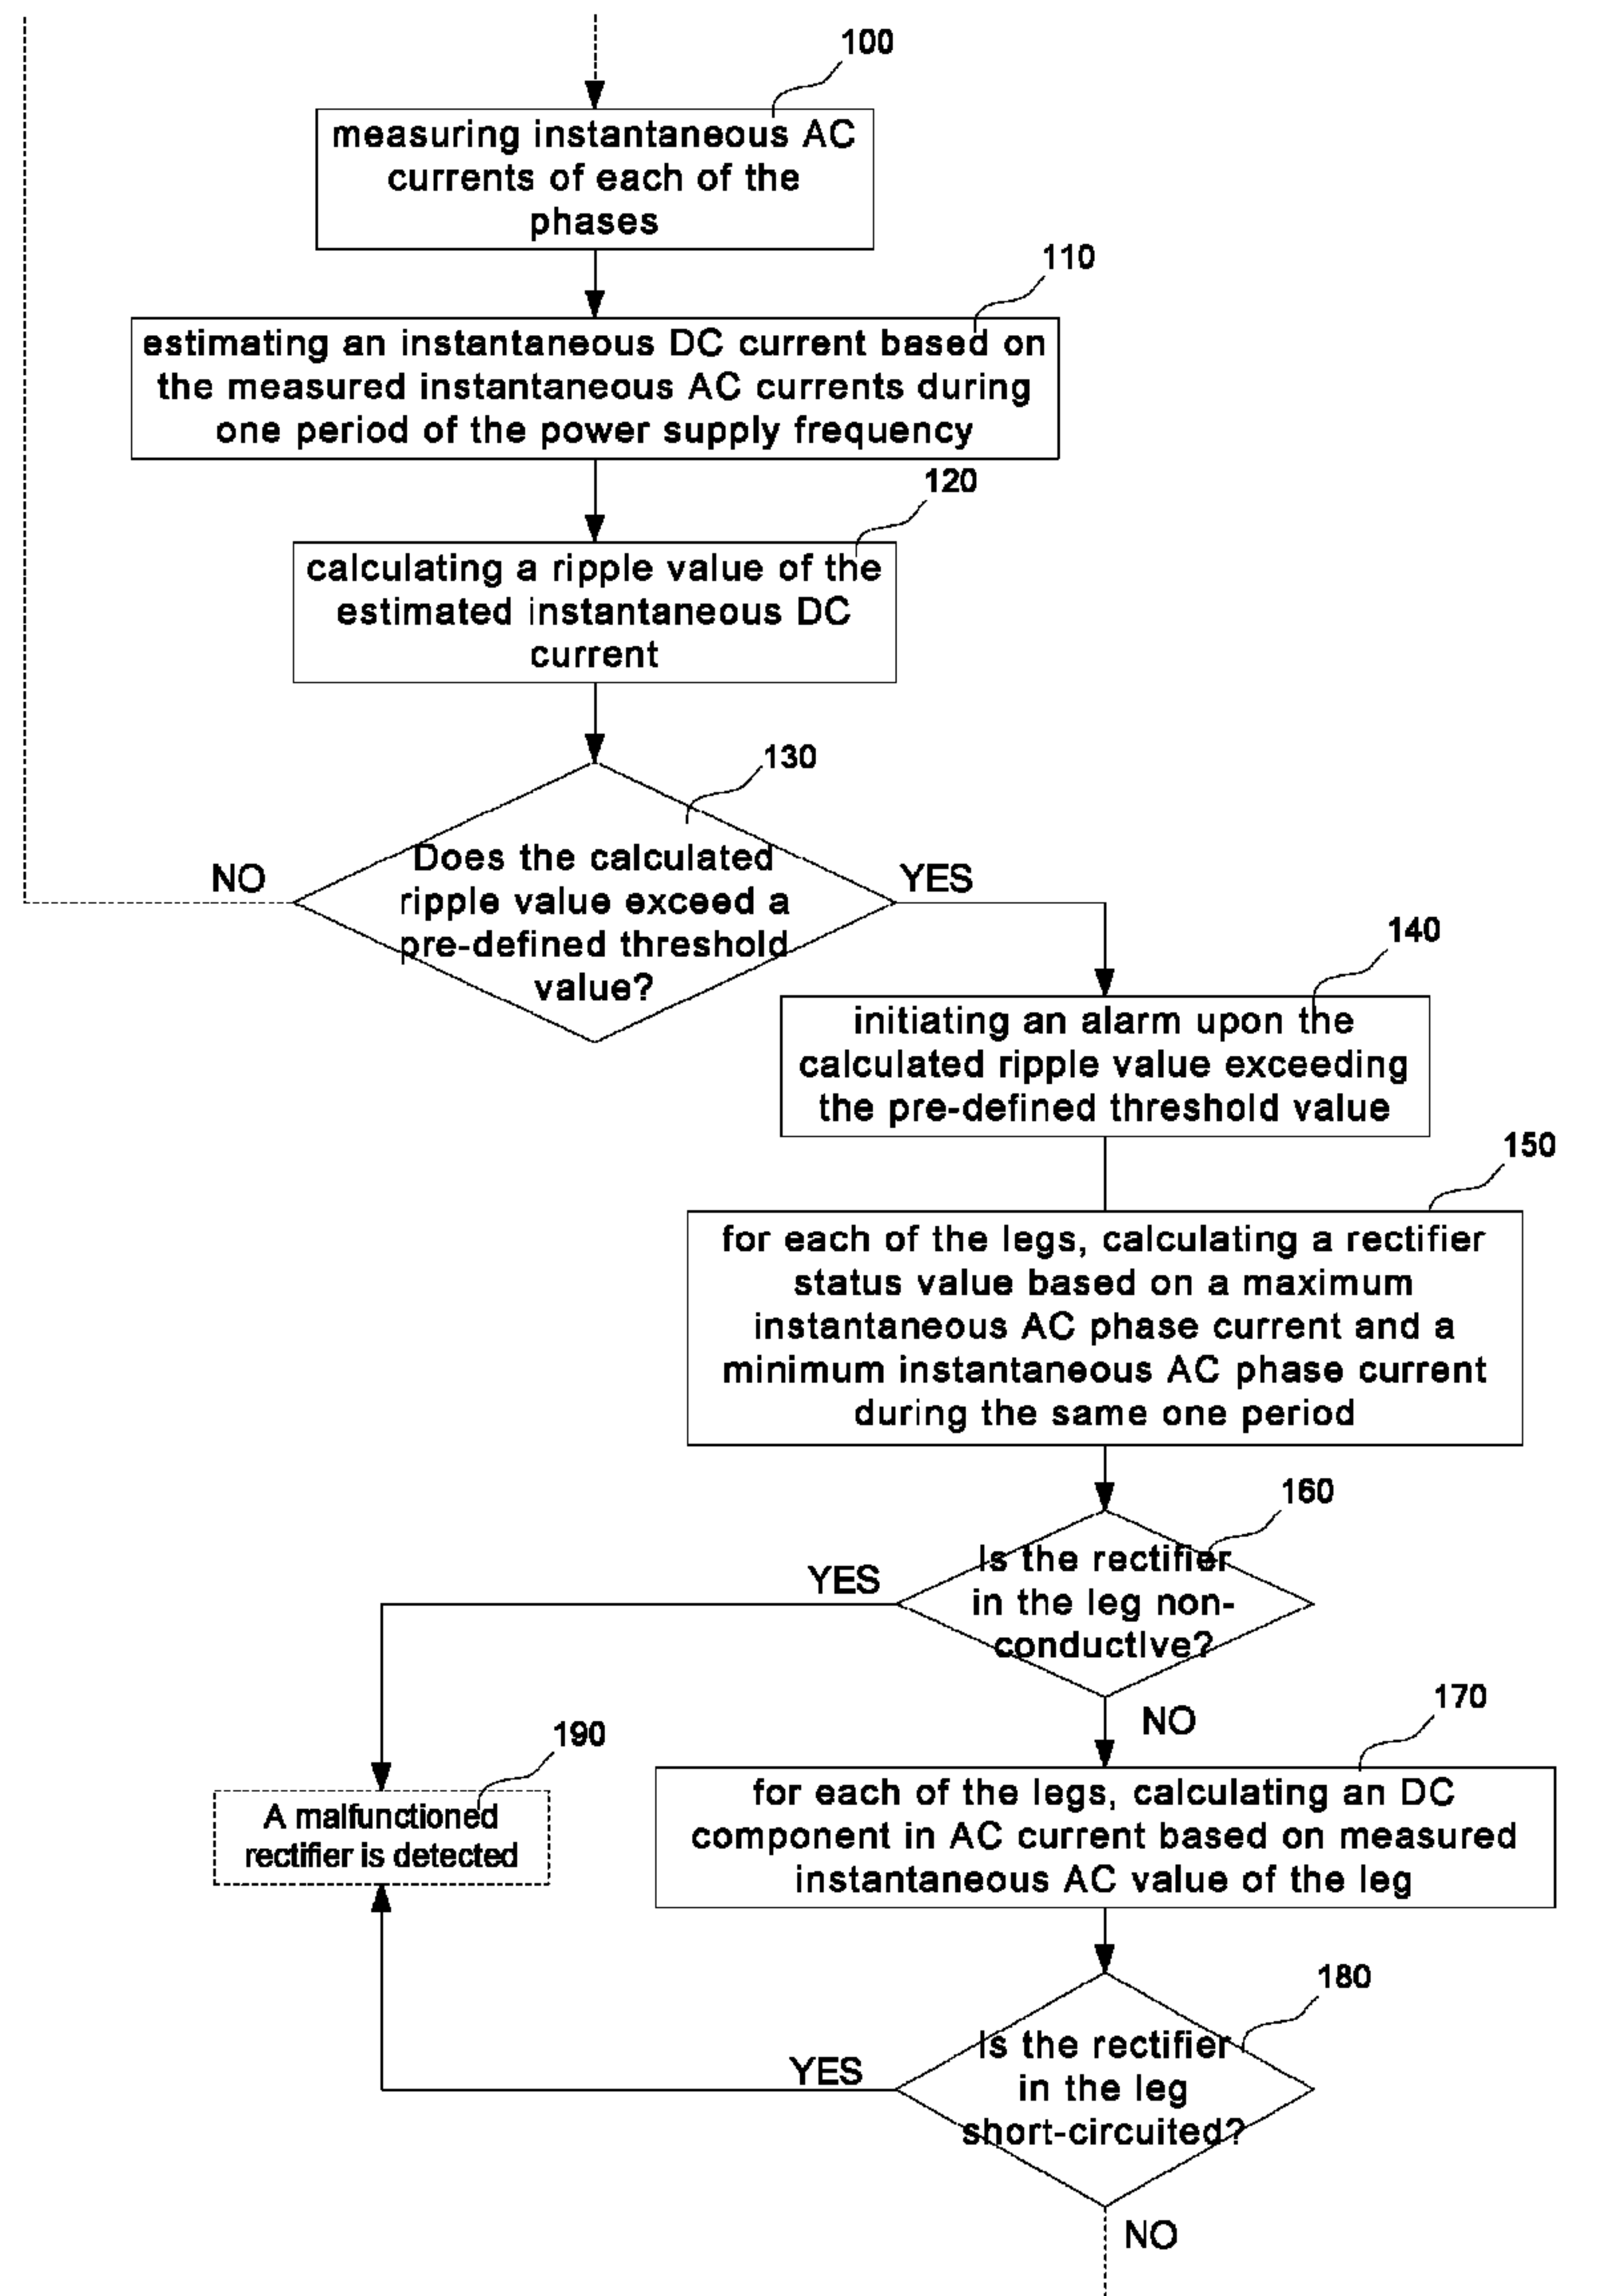 100
measuring instantaneous AC
currents of each of the
phases
110
estimating an instantaneous DC current based on
the measured instantaneous AC currents during
one period of the power supply frequency
120
calculating a ripple value of the
estimated instantaneous DC
current
130
Does the calculated
ripple value exceed a
pre-defined threshold
value?
NO
YES
140
initiating an alarm upon the
calculated ripple value exceeding
the pre-defined threshold value
150
for each of the legs, calculating a rectifier
status value based on a maximum
instantaneous AC phase current and a
minimum instantaneous AC phase current
during the same one period
160
Is the rectifier
in the leg non-
conductive?
YES
NO
170
for each of the legs, calculating an DC
component in AC current based on measured
instantaneous AC value of the leg
190
A malfunctioned
rectifier is detected
180
Is the rectifier
in the leg
short-circuited?
YES
NO